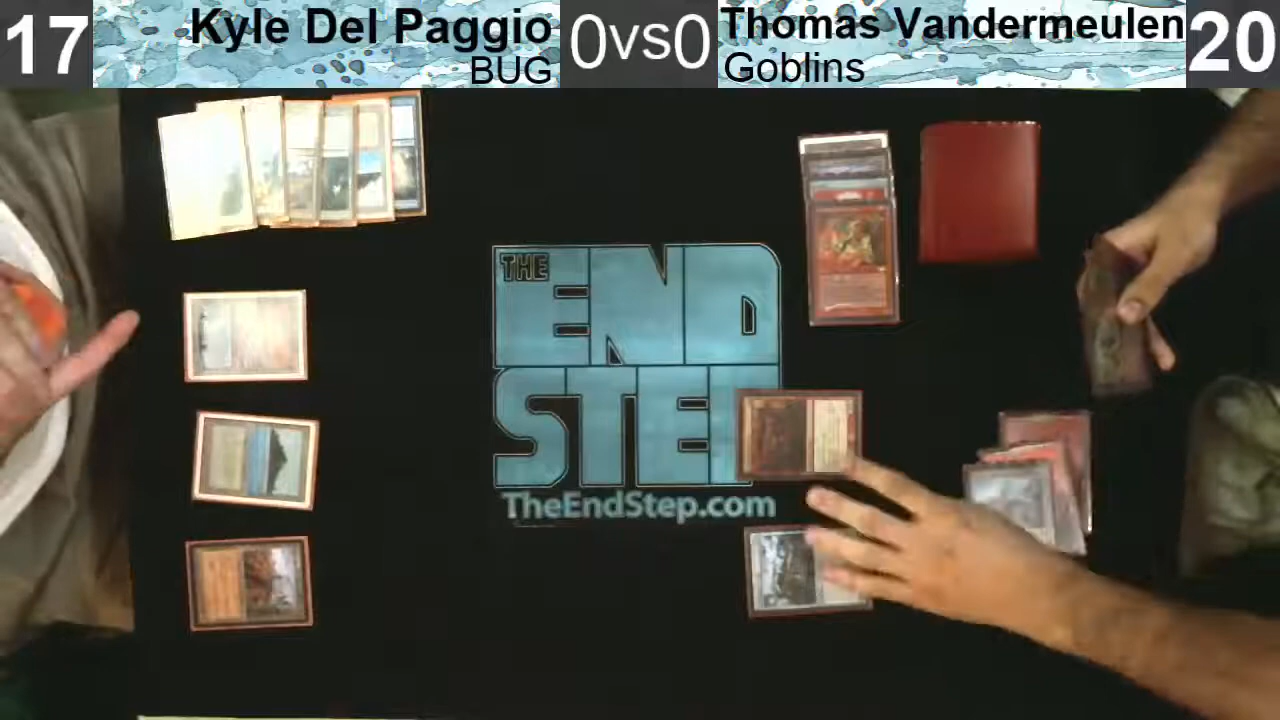 17
Kyle Del Paggio
BUG
0vs0
Thomas Vandermeulen
Goblins
20
THE
END
STEP
TheEndStep.com